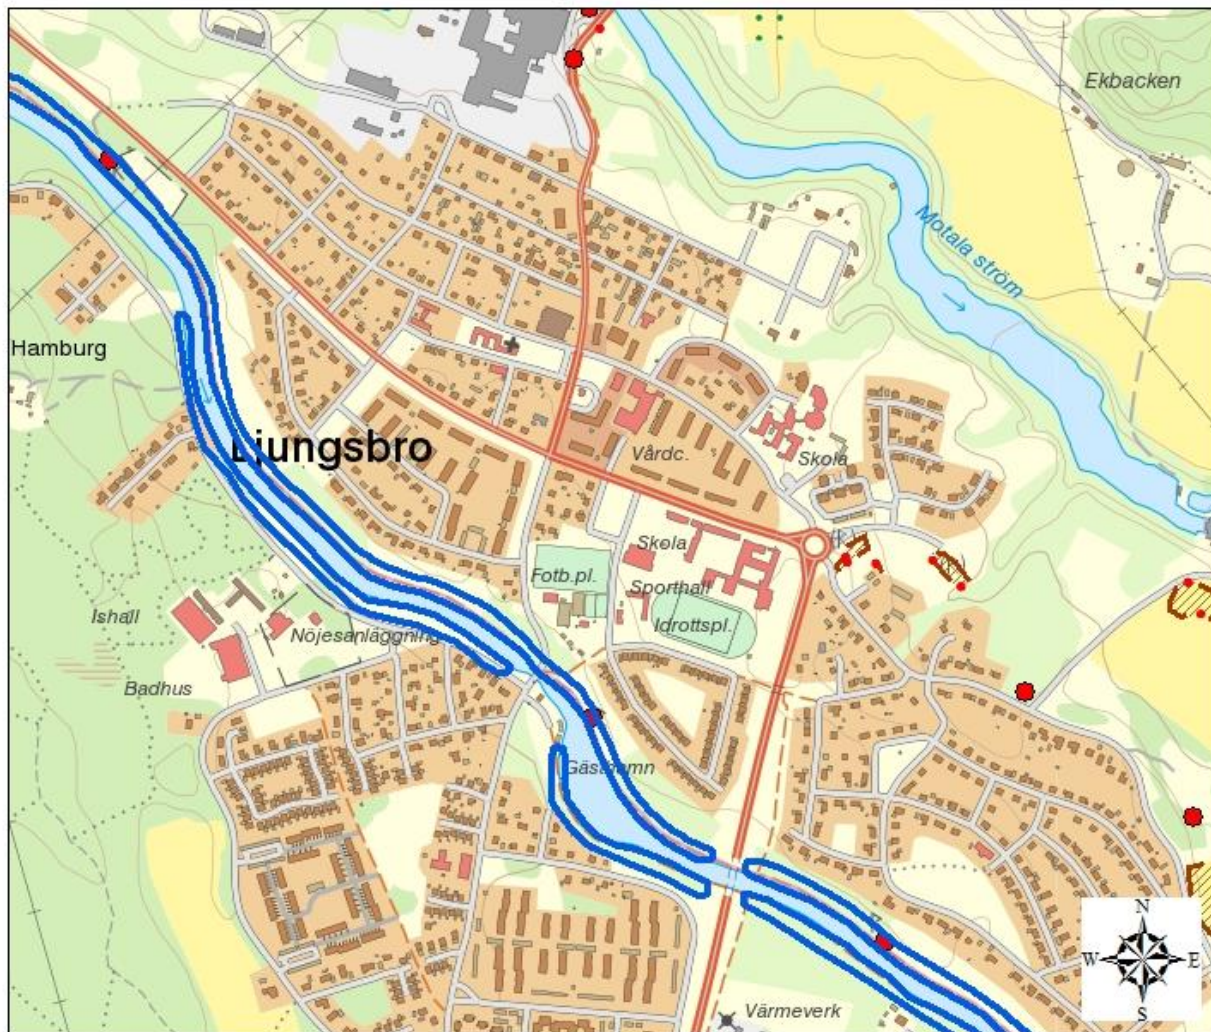 Ekbacken
Motala ström
Hamburg
Ljungsbro
Vårdc.
Skola
Skola
Fotb.pl.
Sporthall
Ishall
Idrottspl.
Nöjesanläggning
Badhus
Gästhamn
N
W E
S
Värmeverk